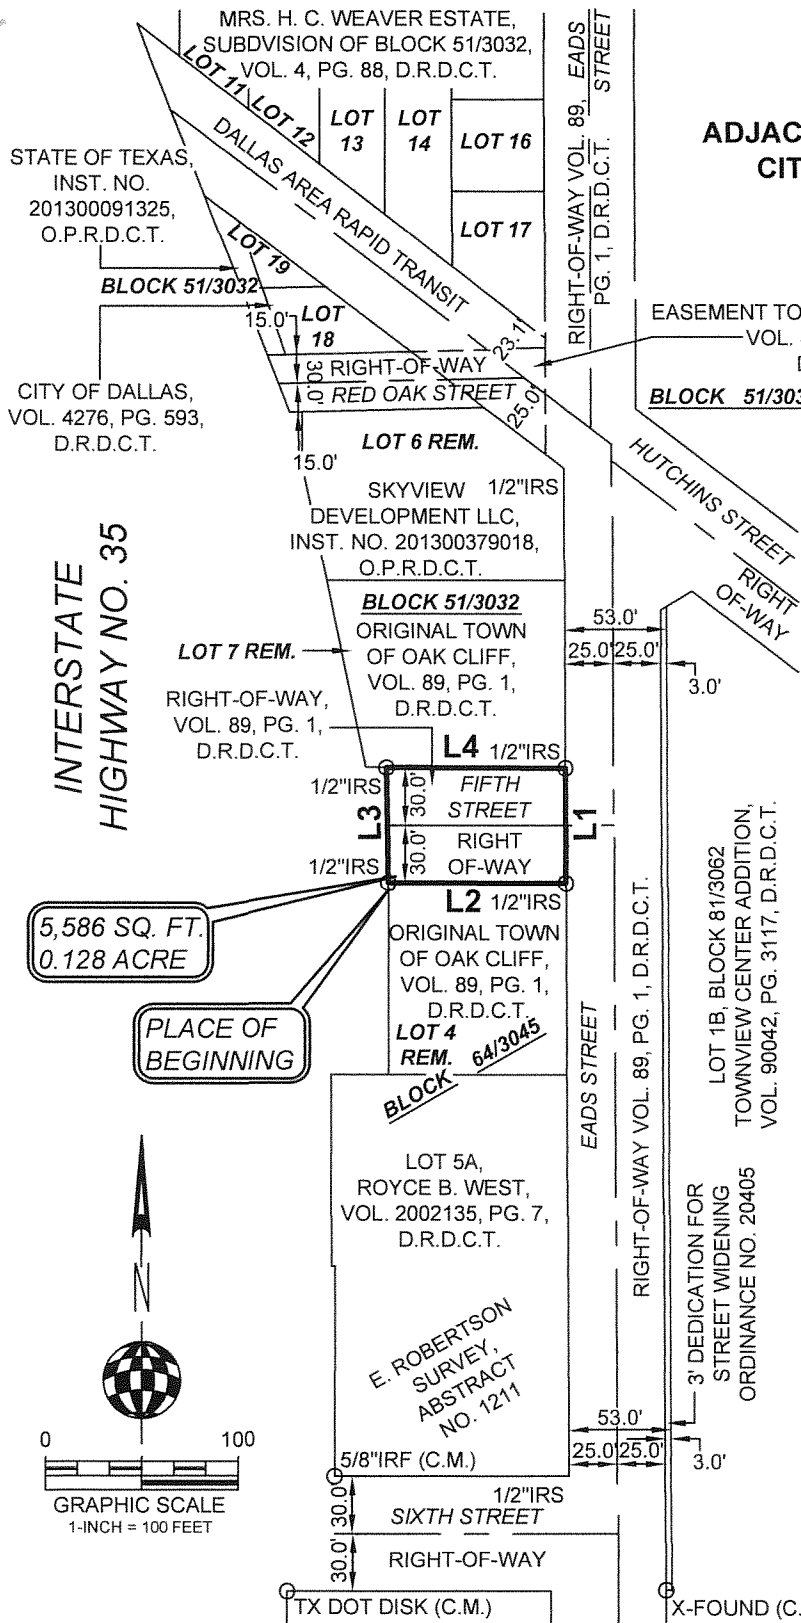 MRS. H. C. WEAVER ESTATE,
SUBDVISION OF BLOCK 51/3032,
VOL. 4, PG. 88, D.R.D.C.T.
EADS STREET
LOT 11
LOT 12
LOT
13
LOT
14
LOT 16
LOT 17
RIGHT-OF-WAY VOL. 89,
PG. 1, D.R.D.C.T.
ADJAC
CIT
DALLAS AREA RAPID TRANSIT
STATE OF TEXAS,
INST. NO.
201300091325,
O.P.R.D.C.T.
LOT 19
BLOCK 51/3032
15.0'
LOT
18
23.1'
EASEMENT TO
VOL.
BLOCK 51/303
30.0'
RIGHT-OF-WAY
RED OAK STREET
25.0'
CITY OF DALLAS,
VOL. 4276, PG. 593,
D.R.D.C.T.
15.0'
LOT 6 REM.
HUTCHINS STREET
RIGHT
OF-WAY
SKYVIEW
DEVELOPMENT LLC,
INST. NO. 201300379018,
O.P.R.D.C.T.
1/2"IRS
INTERSTATE
HIGHWAY NO. 35
BLOCK 51/3032
ORIGINAL TOWN
OF OAK CLIFF,
VOL. 89, PG. 1,
D.R.D.C.T.
LOT 7 REM.
53.0'
25.0'
25.0'
3.0'
RIGHT-OF-WAY,
VOL. 89, PG. 1,
D.R.D.C.T.
L4
1/2"IRS
1/2"IRS
30.0'
FIFTH
STREET
L3
L1
30.0'
RIGHT
OF-WAY
1/2"IRS
L2
1/2"IRS
5,586 SQ. FT.
0.128 ACRE
PLACE OF
BEGINNING
ORIGINAL TOWN
OF OAK CLIFF,
VOL. 89, PG. 1,
D.R.D.C.T.
LOT 4
REM.
BLOCK 64/3045
EADS STREET
RIGHT-OF-WAY VOL. 89, PG. 1, D.R.D.C.T.
LOT 1B, BLOCK 81/3062
TOWNVIEW CENTER ADDITION,
VOL. 90042, PG. 3117, D.R.D.C.T.
LOT 5A,
ROYCE B. WEST,
VOL. 2002135, PG. 7,
D.R.D.C.T.
3' DEDICATION FOR
STREET WIDENING
ORDINANCE NO. 20405
N
E. ROBERTSON
SURVEY,
ABSTRACT
NO. 1211
53.0'
25.0'
25.0'
3.0'
0 100
GRAPHIC SCALE
1-INCH = 100 FEET
5/8"IRF (C.M.)
1/2"IRS
30.0'
SIXTH STREET
30.0'
RIGHT-OF-WAY
TX DOT DISK (C.M.)
X-FOUND (C.